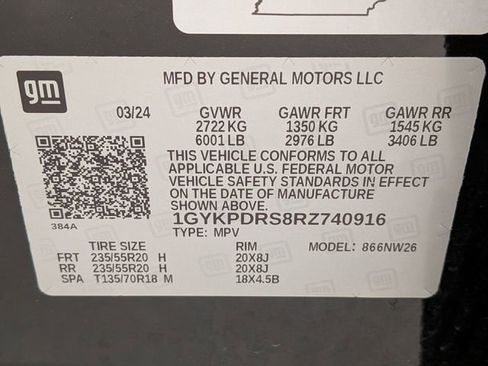 gm
MFD BY GENERAL MOTORS LLC
03/24 GVWR GAWR FRT GAWR RR
2722 KG 1350 KG 1545 KG
6001 LB 2976 LB 3406 LB
THIS VEHICLE CONFORMS TO ALL
APPLICABLE U.S. FEDERAL MOTOR
VEHICLE SAFETY STANDARDS IN EFFECT
ON THE DATE OF MANUFACTURE
SHOWN ABOVE.
1GYKPDRS8RZ740916
384A
TYPE: MPV MODEL: 866NW26
TIRE SIZE RIM
FRT 235/55R20 H 20X8J
RR 235/55R20 H 20X8J
SPA T135/70R18 M 18X4.5B